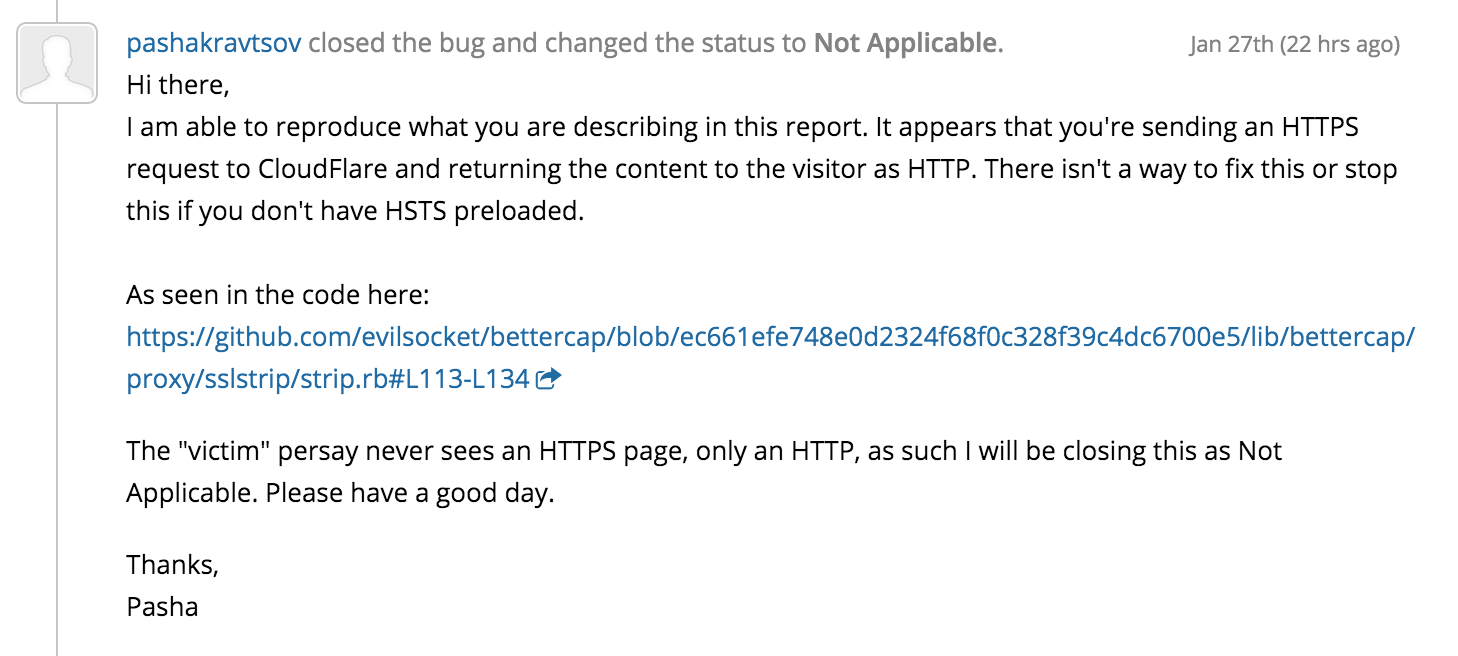 pashakravtsov closed the bug and changed the status to Not Applicable. Jan 27th (22 hrs ago)
Hi there,
I am able to reproduce what you are describing in this report. It appears that you're sending an HTTPS
request to CloudFlare and returning the content to the visitor as HTTP. There isn't a way to fix this or stop
this if you don't have HSTS preloaded.
As seen in the code here:
https://github.com/evilsocket/bettercap/blob/ec661efe748e0d2324f68f0c328f39c4dc6700e5/lib/bettercap/
proxy/sslstrip/strip.rb#L113-L134
The "victim" persay never sees an HTTPS page, only an HTTP, as such I will be closing this as Not
Applicable. Please have a good day.
Thanks,
Pasha